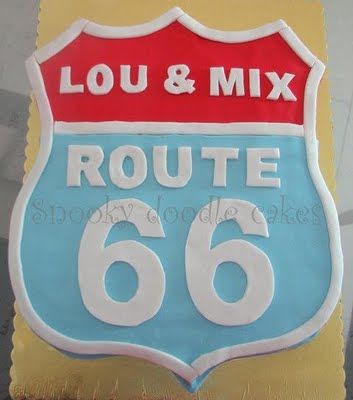 LOU & MIX
ROUTE
Snooky doodle cakes
66